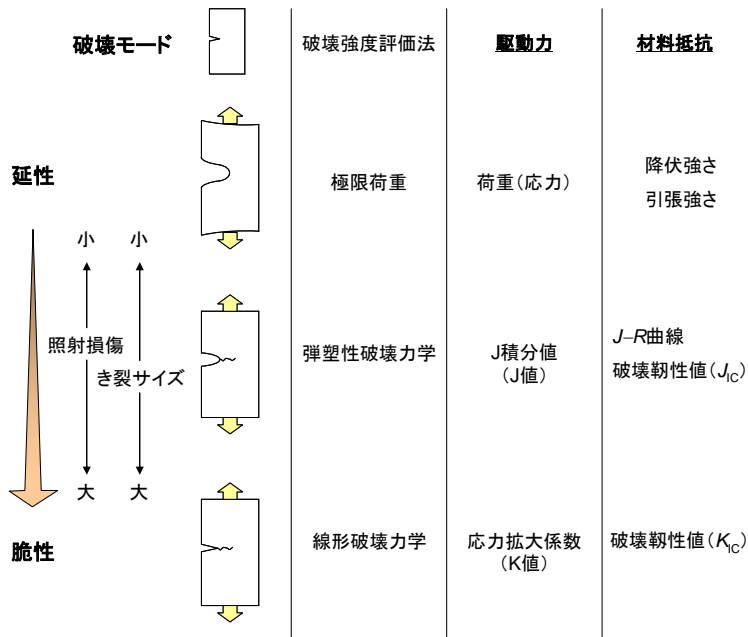 破壊モード 破壊強度評価法 駆動力 材料抵抗
延性 極限荷重 荷重(応力) 降伏強さ
引張強さ
小 小
照射損傷
き裂サイズ
弾塑性破壊力学 J積分値
(J値)
J–R曲線
破壊靭性値(JIC)
大 大
脆性 線形破壊力学 応力拡大係数
(K値)
破壊靭性値(KIC)